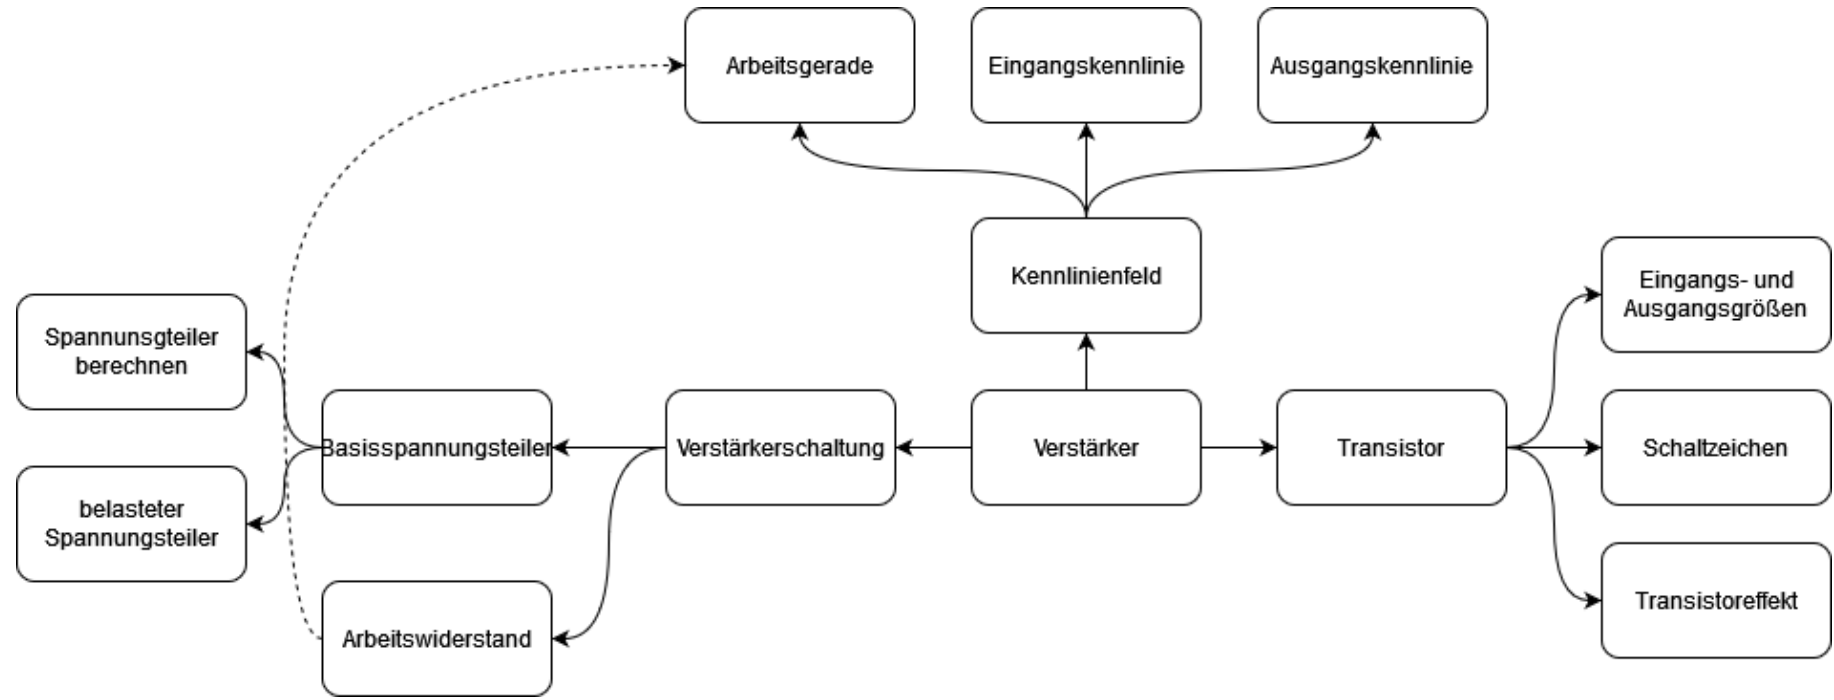 Arbeitsgerade
Eingangskennlinie
Ausgangskennlinie
Kennlinienfeld
Eingangs- und
Ausgangsgrößen
Spannunsgteiler
berechnen
Basisspannungsteiler
Verstärkerschaltung
Verstärker
Transistor
Schaltzeichen
belasteter
Spannungsteiler
Transistoreffekt
Arbeitswiderstand